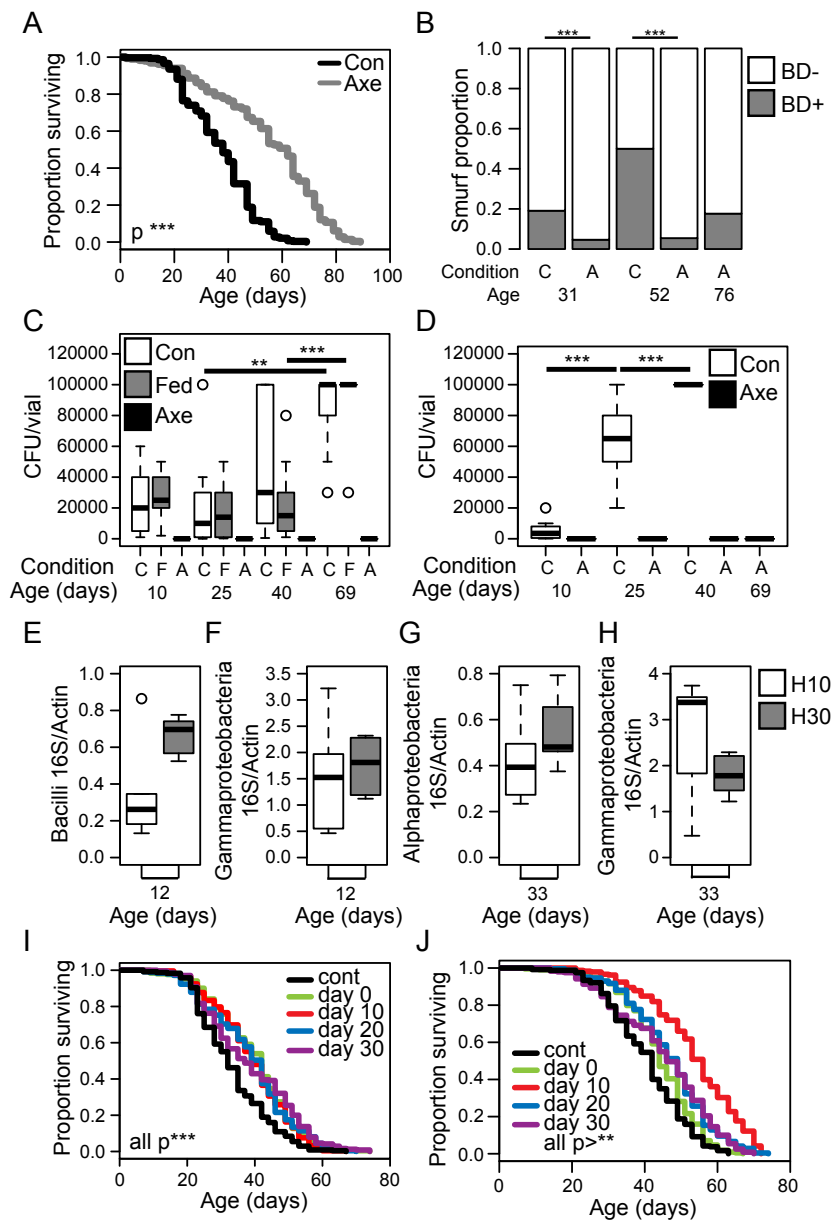 A
Proportion surviving
1.0
0.8
0.6
0.4
0.2
0.0
Con
Axe
p ***
0 20 40 60 80 100
Age (days)
B
Smurf proportion
1.0
0.8
0.6
0.4
0.2
0.0
*** ***
BD-
BD+
Condition C A C A A
Age 31 52 76
C
CFU/vial
120000
100000
80000
60000
40000
20000
0
Con
Fed
Axe
** ***
Condition C F A C F A C F A C F A
Age (days) 10 25 40 69
D
CFU/vial
120000
100000
80000
60000
40000
20000
0
*** ***
Con
Axe
Condition C A C A C A A
Age (days) 10 25 40 69
E
Bacilli 16S/Actin
1.0
0.8
0.6
0.4
0.2
0.0
12
Age (days)
F
Gammaproteobacteria
16S/Actin
3.5
3.0
2.5
2.0
1.5
1.0
0.5
0.0
12
Age (days)
G
Alphaproteobacteria
16S/Actin
0.8
0.6
0.4
0.2
0.0
33
Age (days)
H
Gammaproteobacteria
16S/Actin
4
3
2
1
0
33
Age (days)
H10
H30
I
Proportion surviving
1.0
0.8
0.6
0.4
0.2
0.0
cont
day 0
day 10
day 20
day 30
all p***
0 20 40 60 80
Age (days)
J
Proportion surviving
1.0
0.8
0.6
0.4
0.2
0.0
cont
day 0
day 10
day 20
day 30
all p>**
0 20 40 60 80
Age (days)